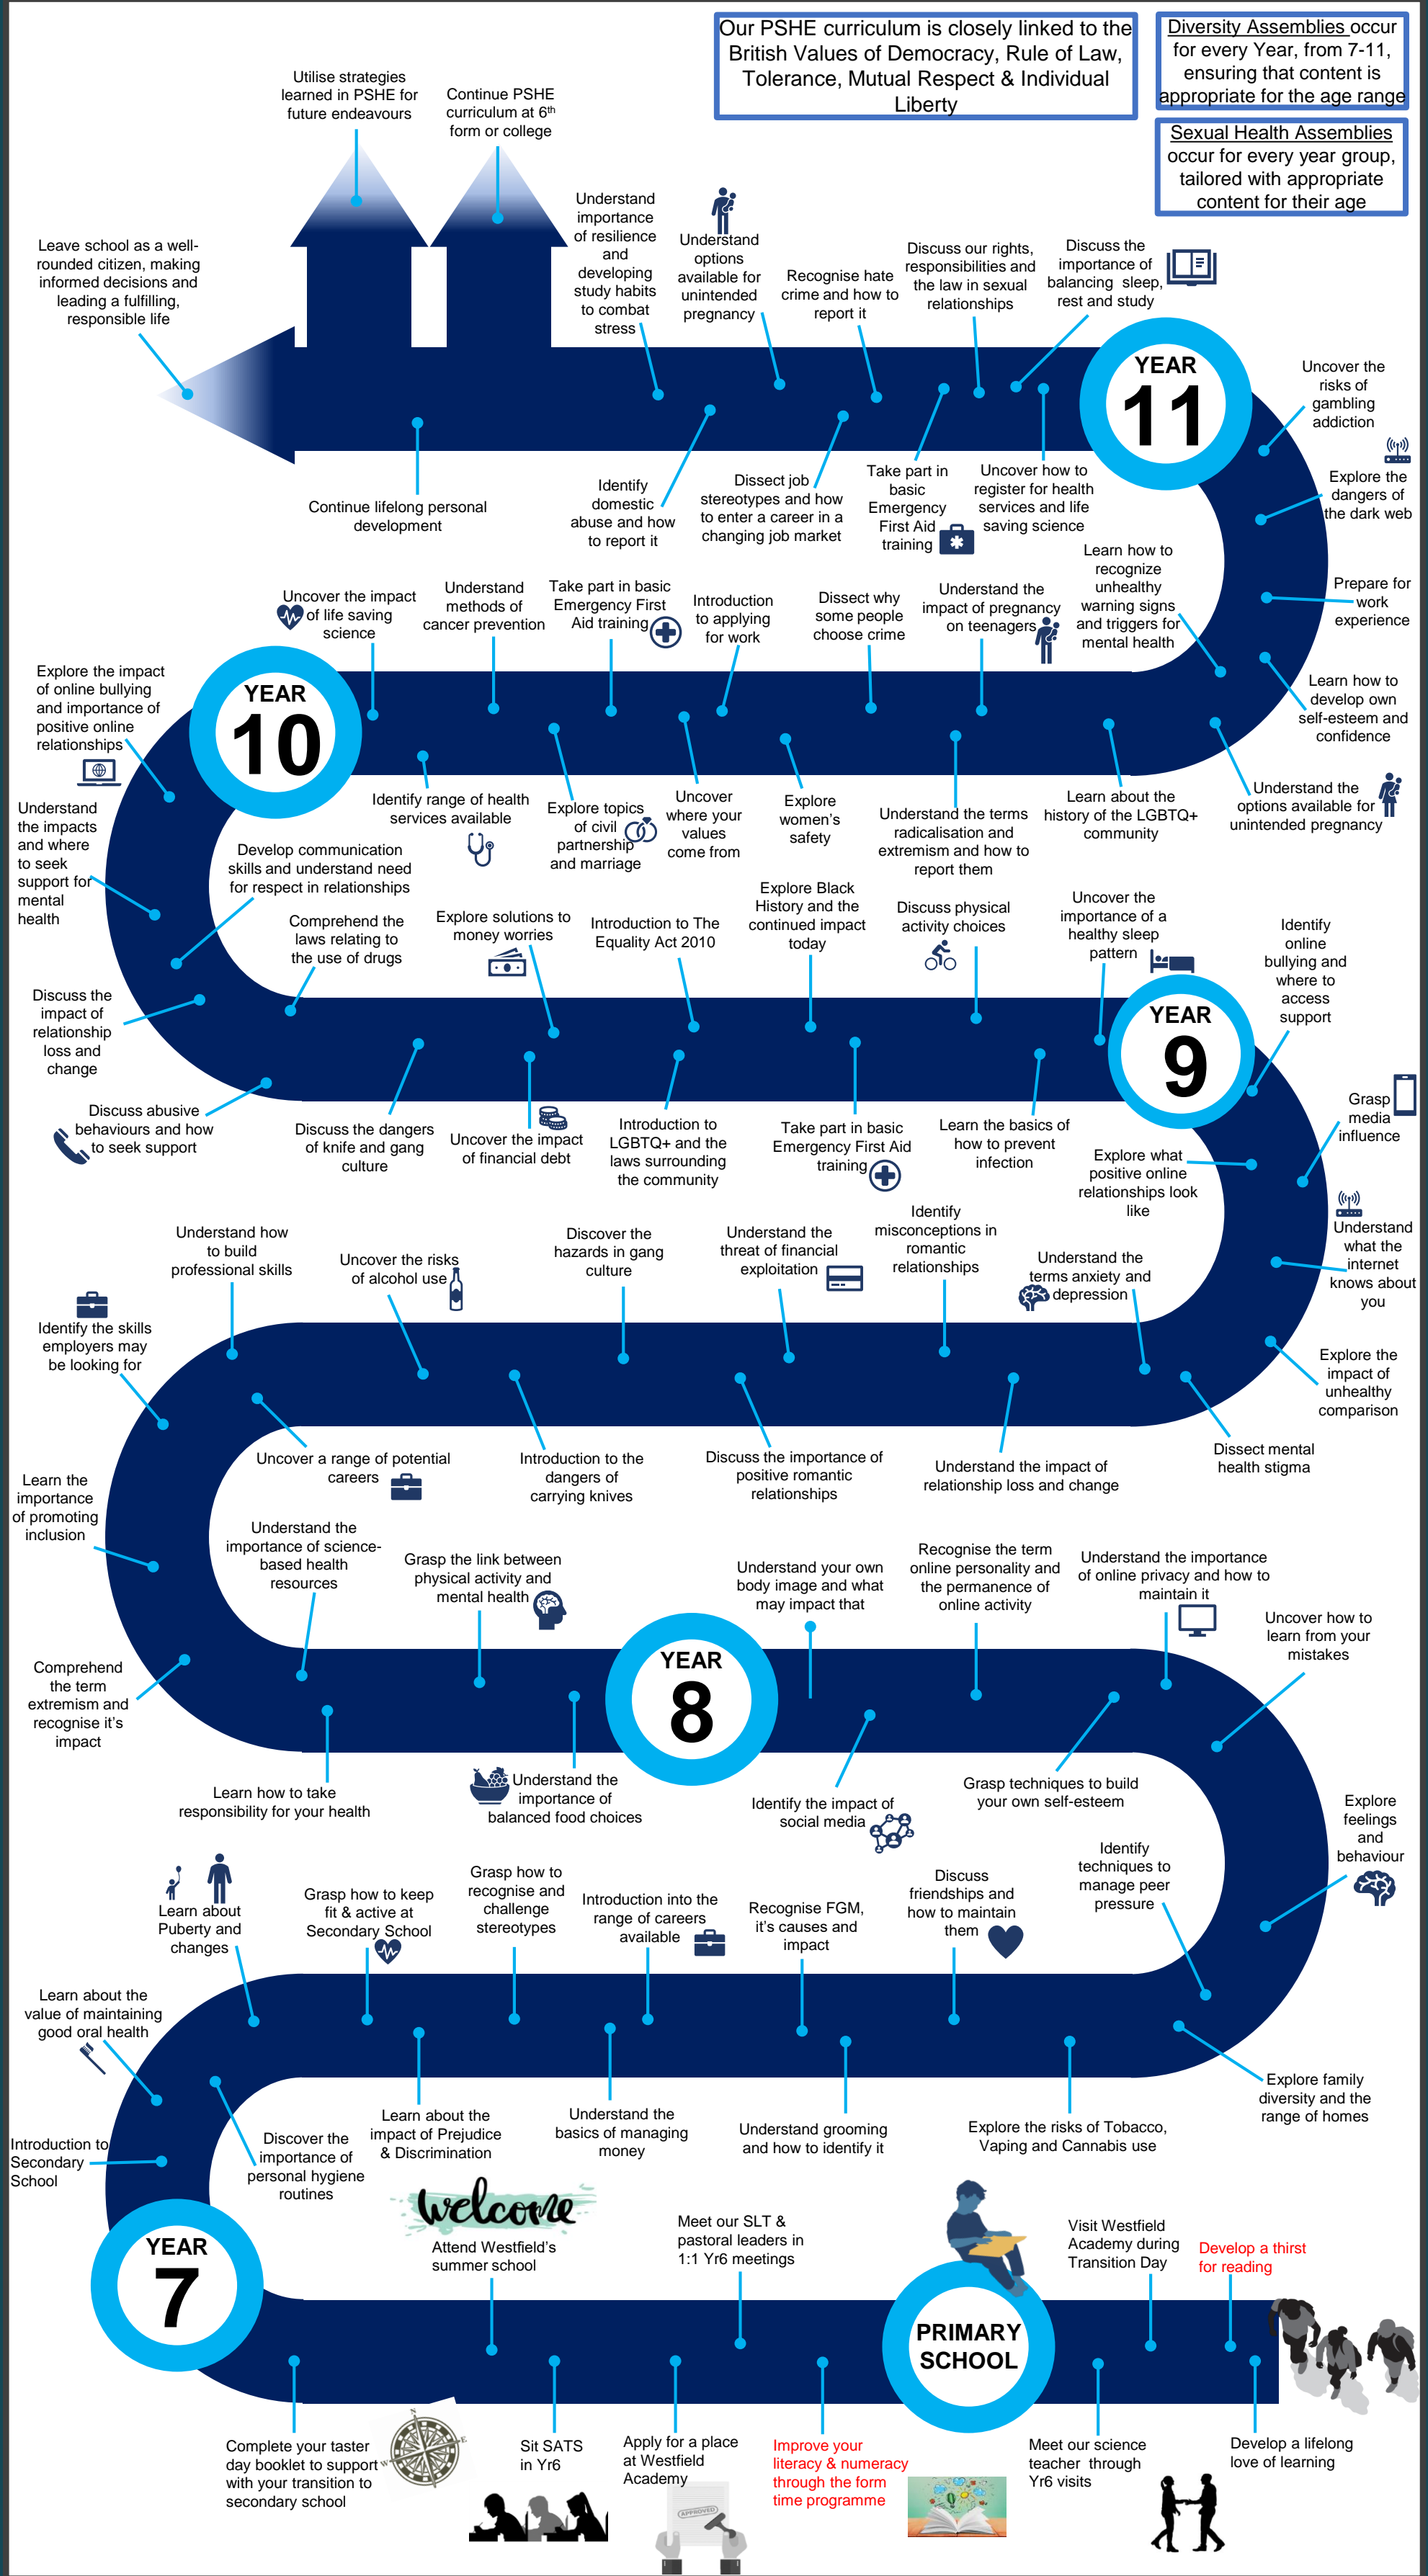 Our PSHE curriculum is closely linked to the
British Values of Democracy, Rule of Law,
Tolerance, Mutual Respect & Individual
Liberty
Diversity Assemblies occur
for every Year, from 7-11,
ensuring that content is
appropriate for the age range
Sexual Health Assemblies
occur for every year group,
tailored with appropriate
content for their age
Utilise strategies
learned in PSHE for
future endeavours
Continue PSHE
curriculum at 6th
form or college
Leave school as a well-
rounded citizen, making
informed decisions and
leading a fulfilling,
responsible life
Understand
importance
of resilience
and
developing
study habits
to combat
stress
Understand
options
available for
unintended
pregnancy
Recognise hate
crime and how to
report it
Discuss our rights,
responsibilities and
the law in sexual
relationships
Discuss the
importance of
balancing sleep,
rest and study
YEAR
11
Uncover the
risks of
gambling
addiction
Explore the
dangers of
the dark web
Prepare for
work
experience
Learn how to
develop own
self-esteem and
confidence
Understand the
options available for
unintended pregnancy
Continue lifelong personal
development
Identify
domestic
abuse and how
to report it
Dissect job
stereotypes and how
to enter a career in a
changing job market
Take part in
basic
Emergency
First Aid
training
Uncover how to
register for health
services and life
saving science
Learn how to
recognize
unhealthy
warning signs
and triggers for
mental health
Uncover the impact
of life saving
science
Understand
methods of
cancer prevention
Take part in basic
Emergency First
Aid training
Introduction
to applying
for work
Dissect why
some people
choose crime
Understand the
impact of pregnancy
on teenagers
YEAR
10
Explore the impact
of online bullying
and importance of
positive online
relationships
Understand
the impacts
and where
to seek
support for
mental
health
Identify range of health
services available
Explore topics
of civil
partnership
and marriage
Uncover
where your
values
come from
Explore
women's
safety
Understand the terms
radicalisation and
extremism and how to
report them
Learn about the
history of the LGBTQ+
community
Develop communication
skills and understand need
for respect in relationships
Comprehend the
laws relating to
the use of drugs
Explore solutions to
money worries
Introduction to The
Equality Act 2010
Explore Black
History and the
continued impact
today
Discuss physical
activity choices
Uncover the
importance of a
healthy sleep
pattern
Identify
online
bullying and
where to
access
support
YEAR
9
Discuss the
impact of
relationship
loss and
change
Discuss abusive
behaviours and how
to seek support
Discuss the dangers
of knife and gang
culture
Uncover the impact
of financial debt
Introduction to
LGBTQ+ and the
laws surrounding
the community
Take part in basic
Emergency First Aid
training
Learn the basics of
how to prevent
infection
Explore what
positive online
relationships look
like
Grasp
media
influence
Understand
what the
internet
knows about
you
Explore the
impact of
unhealthy
comparison
Dissect mental
health stigma
Understand how
to build
professional skills
Uncover the risks
of alcohol use
Discover the
hazards in gang
culture
Understand the
threat of financial
exploitation
Identify
misconceptions in
romantic
relationships
Understand the
terms anxiety and
depression
Identify the skills
employers may
be looking for
Uncover a range of potential
careers
Introduction to the
dangers of
carrying knives
Discuss the importance of
positive romantic
relationships
Understand the impact of
relationship loss and change
Learn the
importance
of promoting
inclusion
Understand the
importance of science-
based health
resources
Grasp the link between
physical activity and
mental health
Understand your own
body image and what
may impact that
Recognise the term
online personality and
the permanence of
online activity
Understand the importance
of online privacy and how to
maintain it
Uncover how to
learn from your
mistakes
YEAR
8
Comprehend
the term
extremism and
recognise it's
impact
Learn how to take
responsibility for your health
Understand the
importance of
balanced food choices
Identify the impact of
social media
Grasp techniques to build
your own self-esteem
Explore
feelings
and
behaviour
Identify
techniques to
manage peer
pressure
Learn about
Puberty and
changes
Grasp how to keep
fit & active at
Secondary School
Grasp how to
recognise and
challenge
stereotypes
Introduction into the
range of careers
available
Recognise FGM,
it's causes and
impact
Discuss
friendships and
how to maintain
them
Learn about the
value of maintaining
good oral health
Introduction to
Secondary
School
Discover the
importance of
personal hygiene
routines
Learn about the
impact of Prejudice
& Discrimination
Understand the
basics of managing
money
Understand grooming
and how to identify it
Explore the risks of Tobacco,
Vaping and Cannabis use
Explore family
diversity and the
range of homes
YEAR
7
welcome
Attend Westfield's
summer school
Meet our SLT &
pastoral leaders in
1:1 Yr6 meetings
PRIMARY
SCHOOL
Visit Westfield
Academy during
Transition Day
Develop a thirst
for reading
Complete your taster
day booklet to support
with your transition to
secondary school
N
E
W
Sit SATS
in Yr6
Apply for a place
at Westfield
Academy
APPROVED
Improve your
literacy & numeracy
through the form
time programme
Meet our science
teacher through
Yr6 visits
Develop a lifelong
love of learning